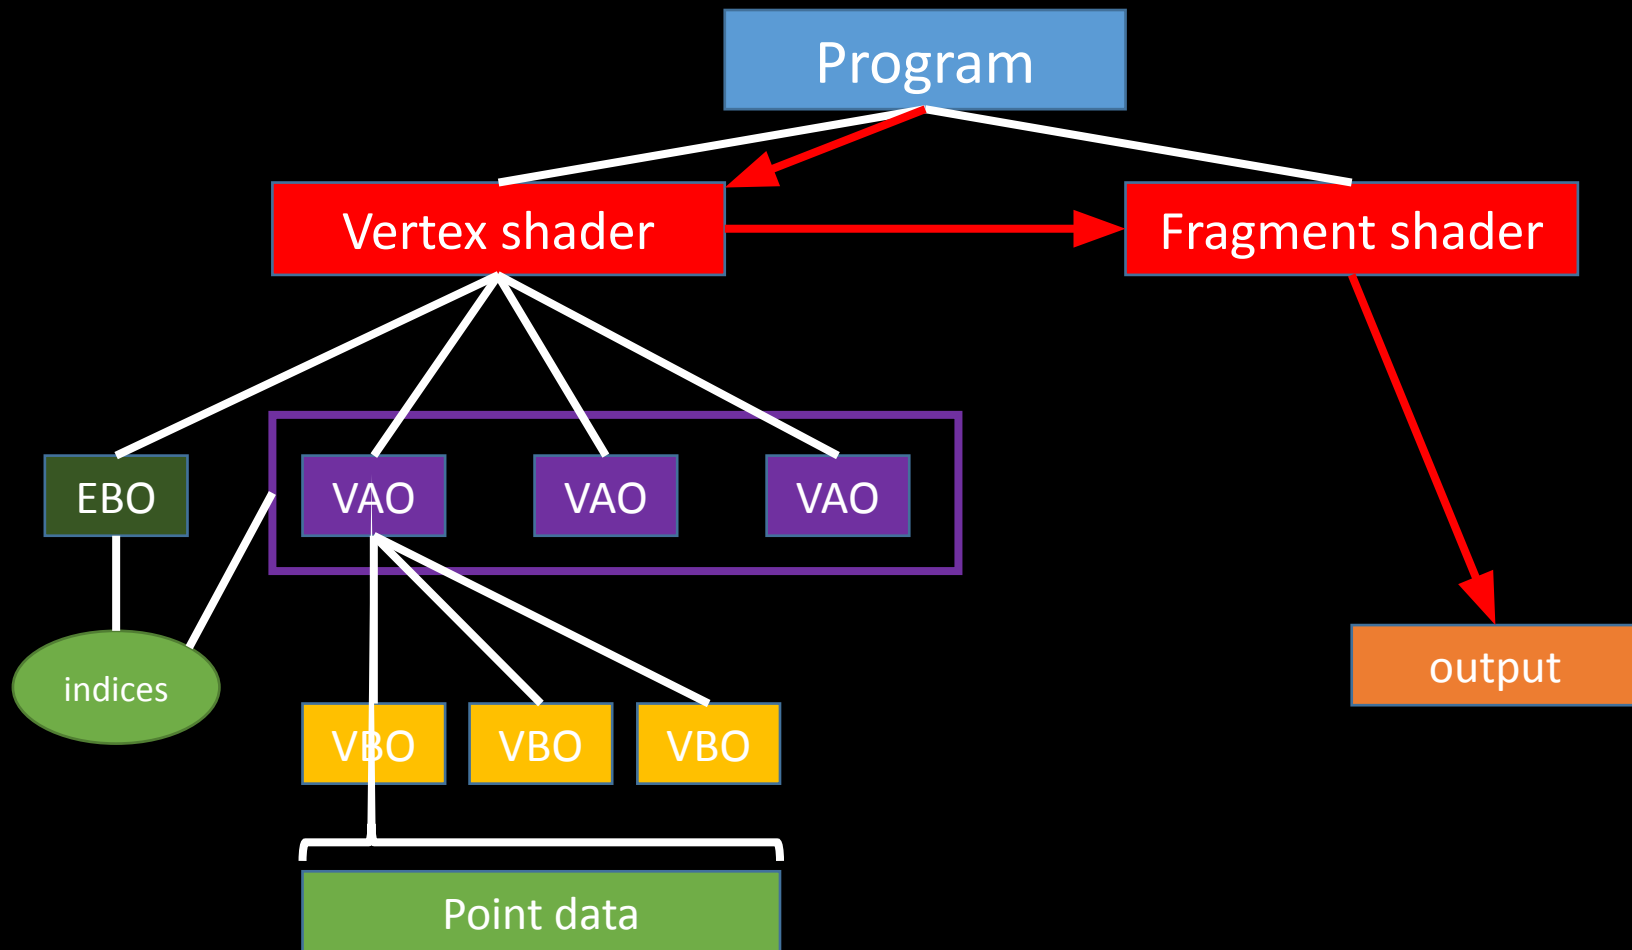 Program
Vertex shader
Fragment shader
EBO
VAO
VAO
VAO
indices
output
VBO
VBO
VBO
Point data